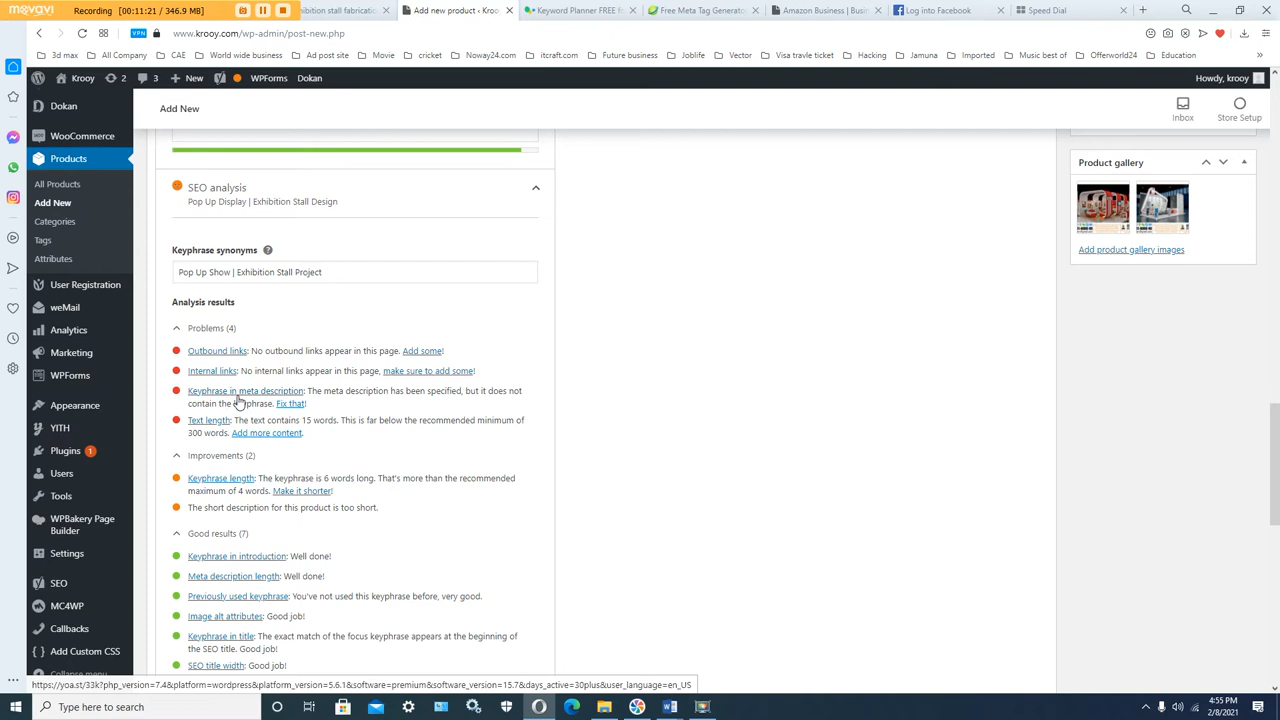 movavi
Recording || 00:11:21 / 346.9 MB
hibition stall fabricatio
Add new product ‹ Kroo
Keyword Planner FREE fo
Free Meta Tag Generato
Amazon Business | Busi
Log into Facebook
Speed Dial
VPN
www.krooy.com/wp-admin/post-new.php
3d max
All Company
CAE
World wide business
Ad post site
Movie
cricket
Noway24.com
itcraft.com
Future business
Joblife
Vector
Visa travle ticket
Hacking
Jamuna
Imported
Music best of
Offerworld24
Education
Krooy
2
3
New
WPForms
Dokan
Howdy, krooy
Dokan
WooCommerce
Products
All Products
Add New
Categories
Tags
Attributes
User Registration
weMail
Analytics
Marketing
WPForms
Appearance
YITH
Plugins 1
Users
Tools
WPBakery Page
Builder
Settings
SEO
MC4WP
Callbacks
Add Custom CSS
Collapse menu
Add New
Inbox
Store Setup
SEO analysis
Pop Up Display | Exhibition Stall Design
Keyphrase synonyms ?
Pop Up Show | Exhibition Stall Project
Analysis results
Problems (4)
Outbound links: No outbound links appear in this page. Add some!
Internal links: No internal links appear in this page, make sure to add some!
Keyphrase in meta description: The meta description has been specified, but it does not
contain the keyphrase. Fix that!
Text length: The text contains 15 words. This is far below the recommended minimum of
300 words. Add more content.
Improvements (2)
Keyphrase length: The keyphrase is 6 words long. That's more than the recommended
maximum of 4 words. Make it shorter!
The short description for this product is too short.
Good results (7)
Keyphrase in introduction: Well done!
Meta description length: Well done!
Previously used keyphrase: You've not used this keyphrase before, very good.
Image alt attributes: Good job!
Keyphrase in title: The exact match of the focus keyphrase appears at the beginning of
the SEO title. Good job!
SEO title width: Good job!
Product gallery
Add product gallery images
https://yoa.st/33k?php_version=7.4&platform=wordpress&platform_version=5.6.1&software=premium&software_version=15.7&days_active=30plus&user_language=en_US
Type here to search
4:55 PM
2/8/2021